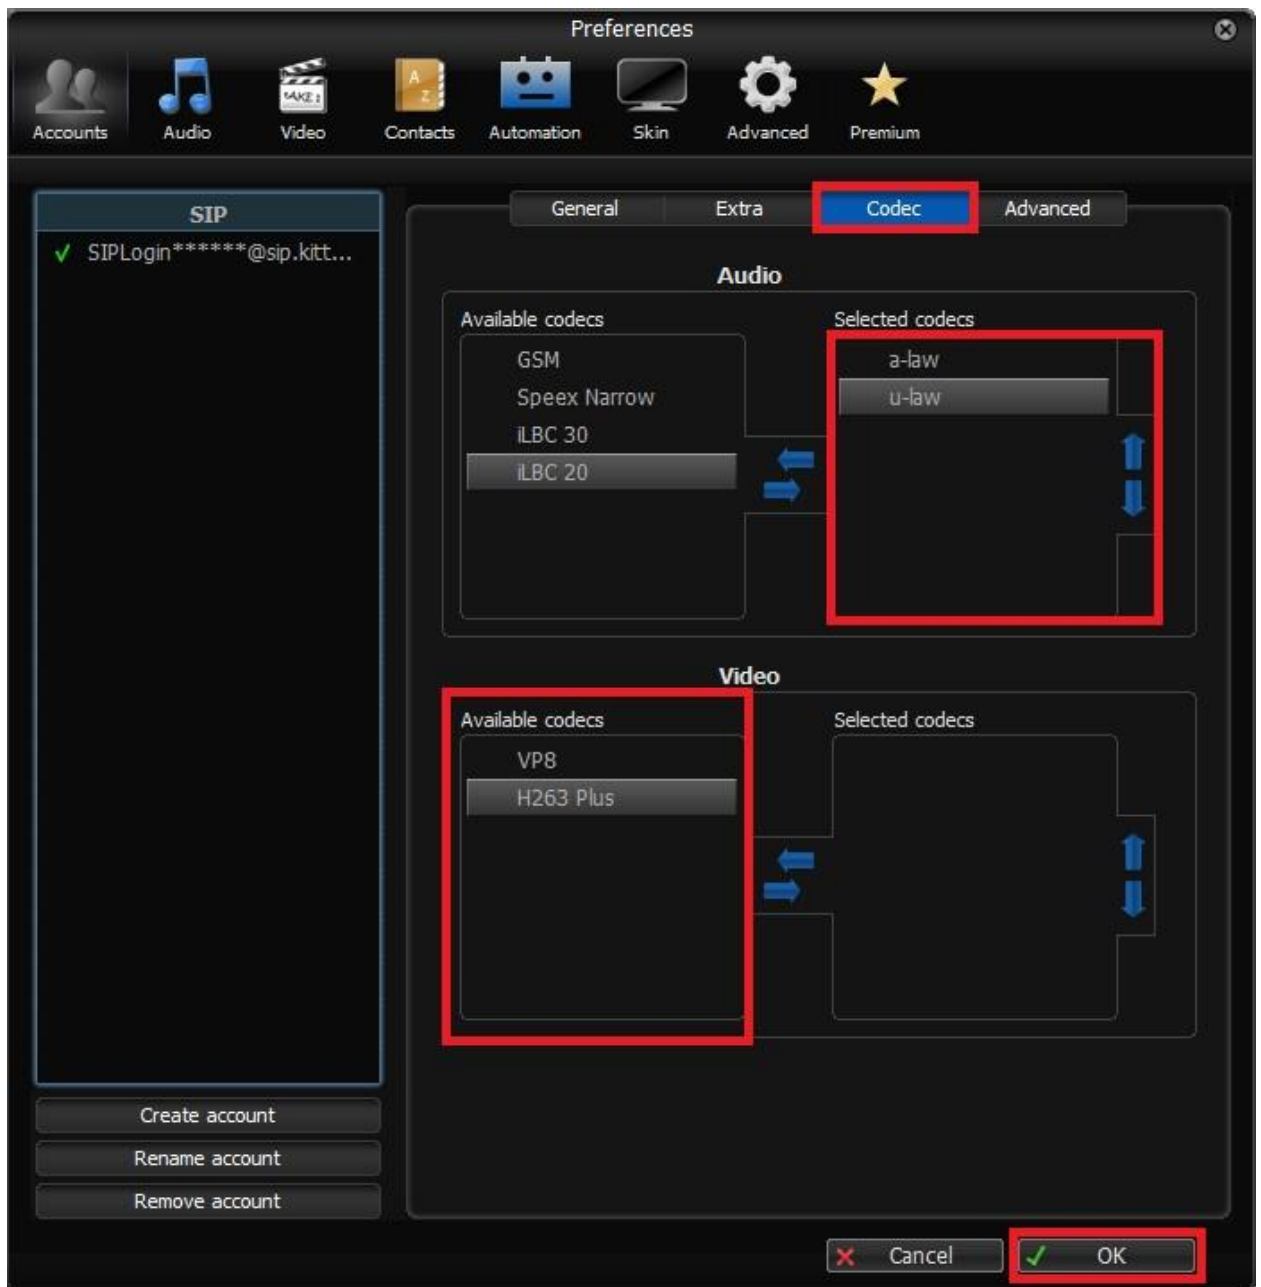 Preferences
TAKE 1
A
Z
Accounts Audio Video Contacts Automation Skin Advanced Premium
SIP
SIPLogin******@sip.kitt...
General Extra Codec Advanced
Audio
Available codecs
GSM
Speex Narrow
iLBC 30
iLBC 20
Selected codecs
a-law
u-law
Video
Available codecs
VP8
H263 Plus
Selected codecs
Create account
Rename account
Remove account
Cancel OK